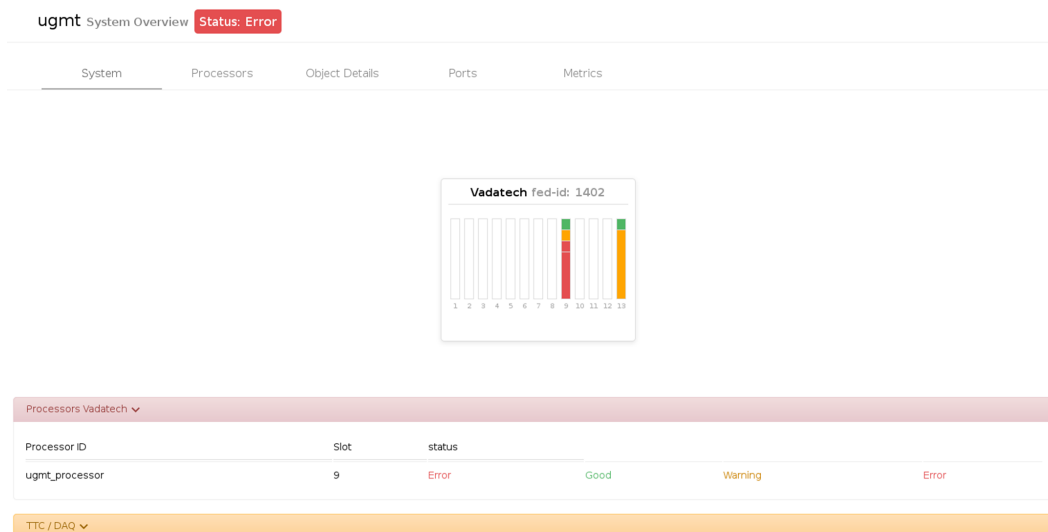 ugmt System Overview Status: Error
System Processors Object Details Ports Metrics
Vadatech fed-id: 1402
1 2 3 4 5 6 7 8 9 10 11 12 13
Processors Vadatech
Processor ID Slot status
ugmt_processor 9 Error Good Warning Error
TTC / DAQ